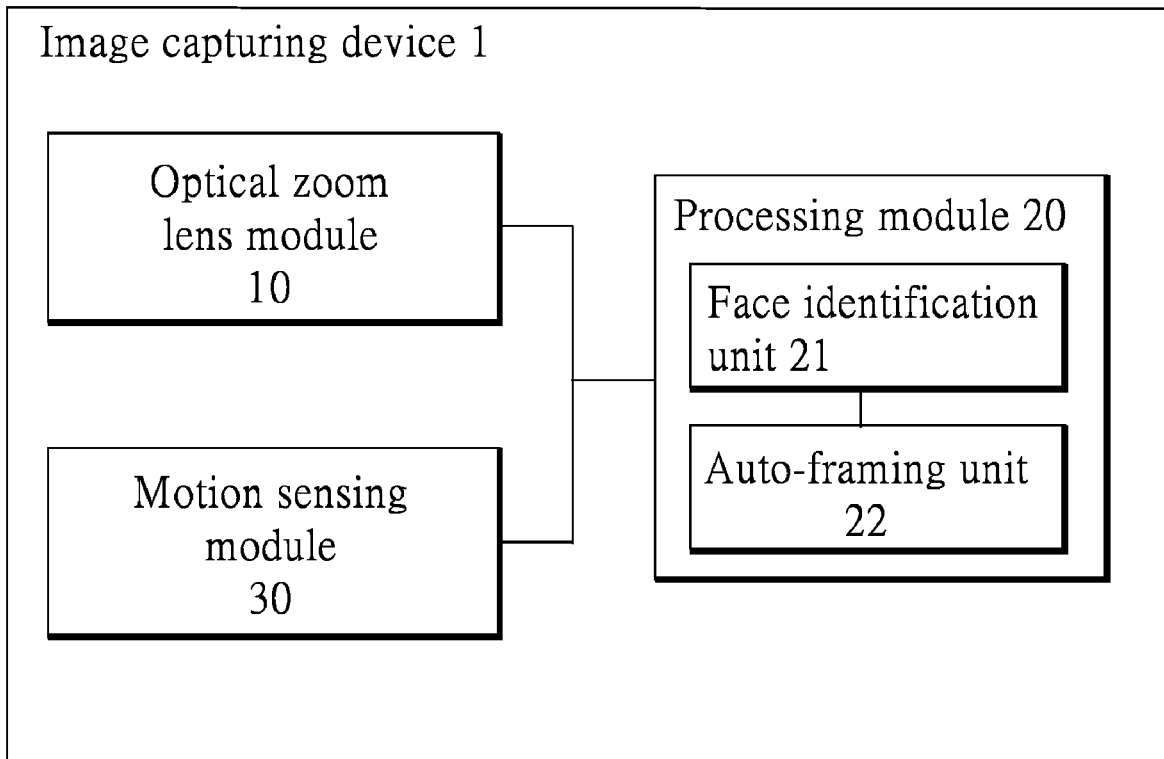 Image capturing device 1
Optical zoom
lens module
10
Motion sensing
module
30
Processing module 20
Face identification
unit 21
Auto-framing unit
22